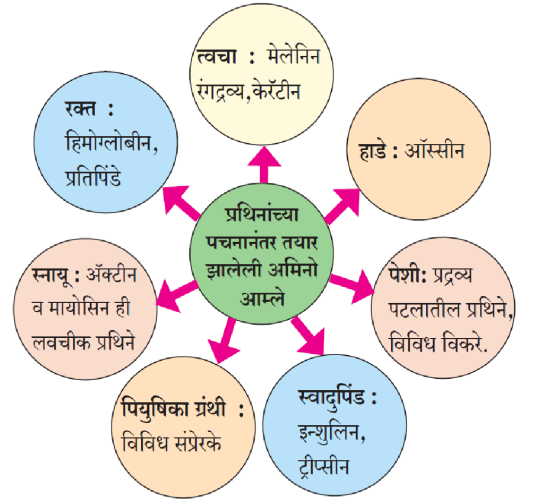 त्वचा : मेलेनिन
रंगद्रव्य,केरॅटीन
हाडे : ऑस्सीन
पेशी: प्रद्रव्य
पटलातील प्रथिने,
विविध विकरे.
स्वादुपिंड :
इन्शुलिन,
ट्रीप्सीन
पियुषिका ग्रंथी :
विविध संप्रेरके
स्नायू : ॲक्टीन
व मायोसिन ही
लवचीक प्रथिने
रक्त :
हिमोग्लोबीन,
प्रतिपिंडे
प्रथिनांच्या
पचनानंतर तयार
झालेली अमिनो
आम्ले